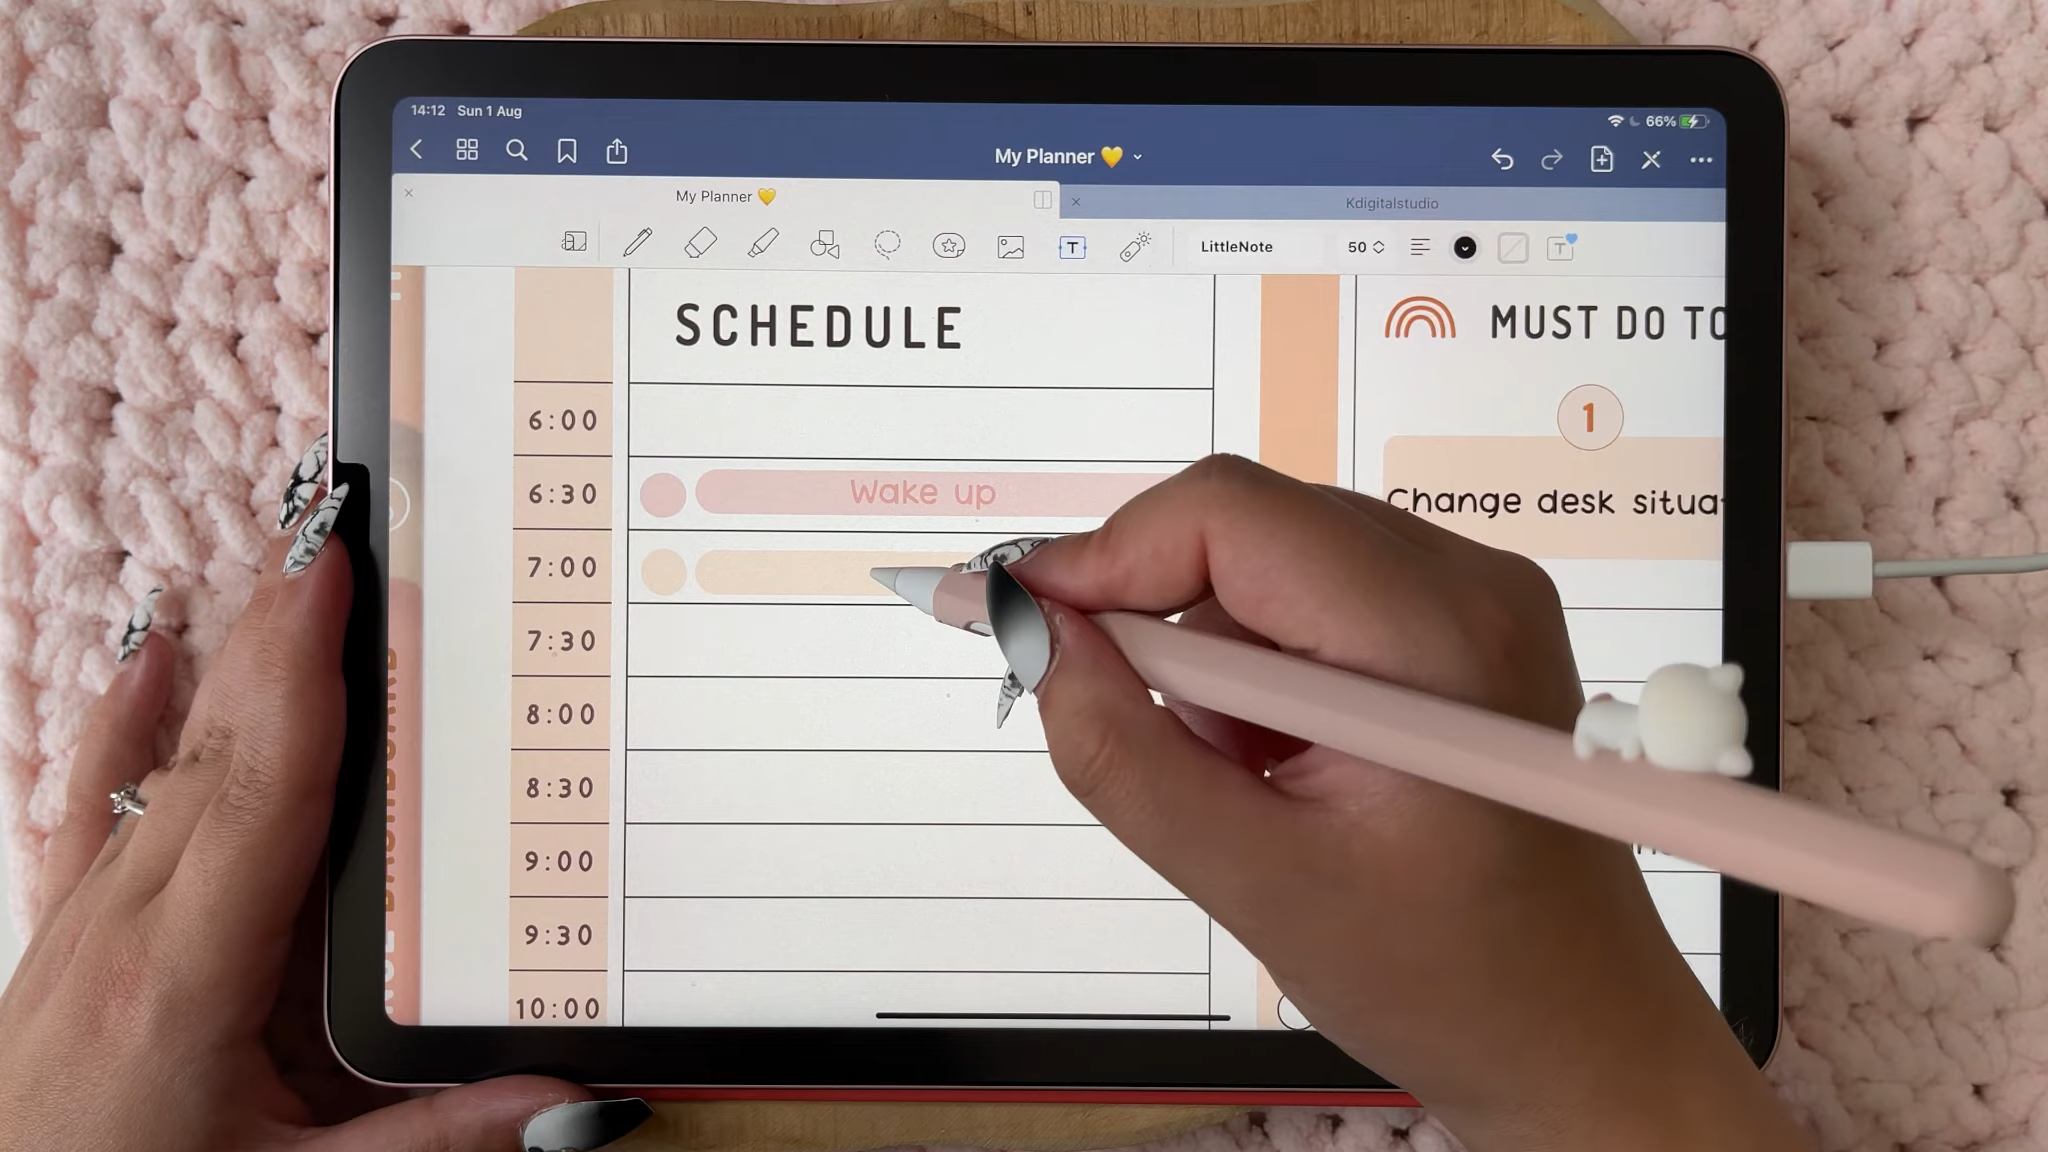 14:12 Sun 1 Aug
66%
My Planner 💛
My Planner 💛
Kdigitalstudio
T
LittleNote
50
T
SCHEDULE
MUST DO TO
6:00
1
6:30
Wake up
Change desk situa
7:00
7:30
8:00
8:30
9:00
9:30
10:00